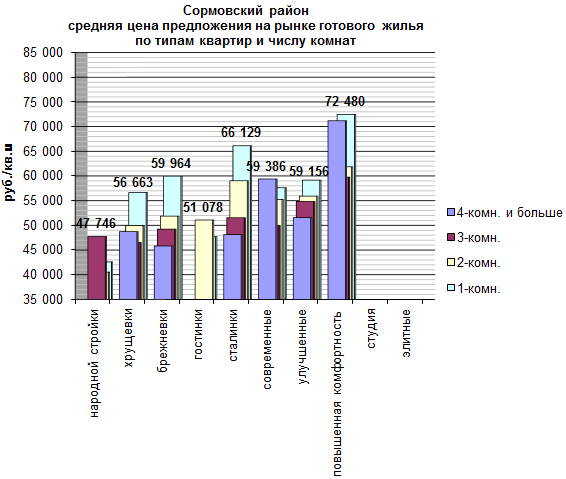 Сормовский район
средняя цена предложения на рынке готового жилья
по типам квартир и числу комнат
85 000
80 000
75 000
70 000
65 000
60 000
55 000
50 000
45 000
40 000
35 000
руб./кв.м
47 746
56 663
59 964
51 078
66 129
59 386
59 156
72 480
народной стройки
хрущевки
брежневки
гостинки
сталинки
современные
улучшенные
повышенная комфортность
студия
элитные
4-комн. и больше
3-комн.
2-комн.
1-комн.